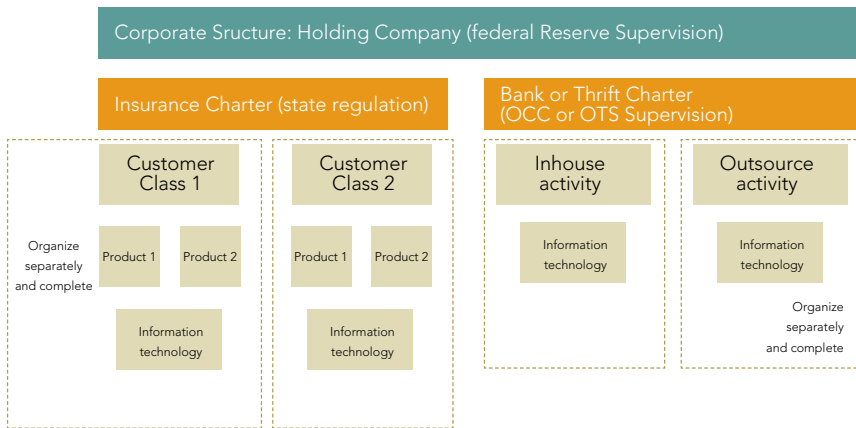 Corporate Sructure: Holding Company (federal Reserve Supervision)
Insurance Charter (state regulation)
Bank or Thrift Charter
(OCC or OTS Supervision)
Customer
Class 1
Customer
Class 2
Inhouse
activity
Outsource
activity
Organize
separately
and complete
Product 1
Product 2
Product 1
Product 2
Information
technology
Information
technology
Information
technology
Information
technology
Organize
separately
and complete